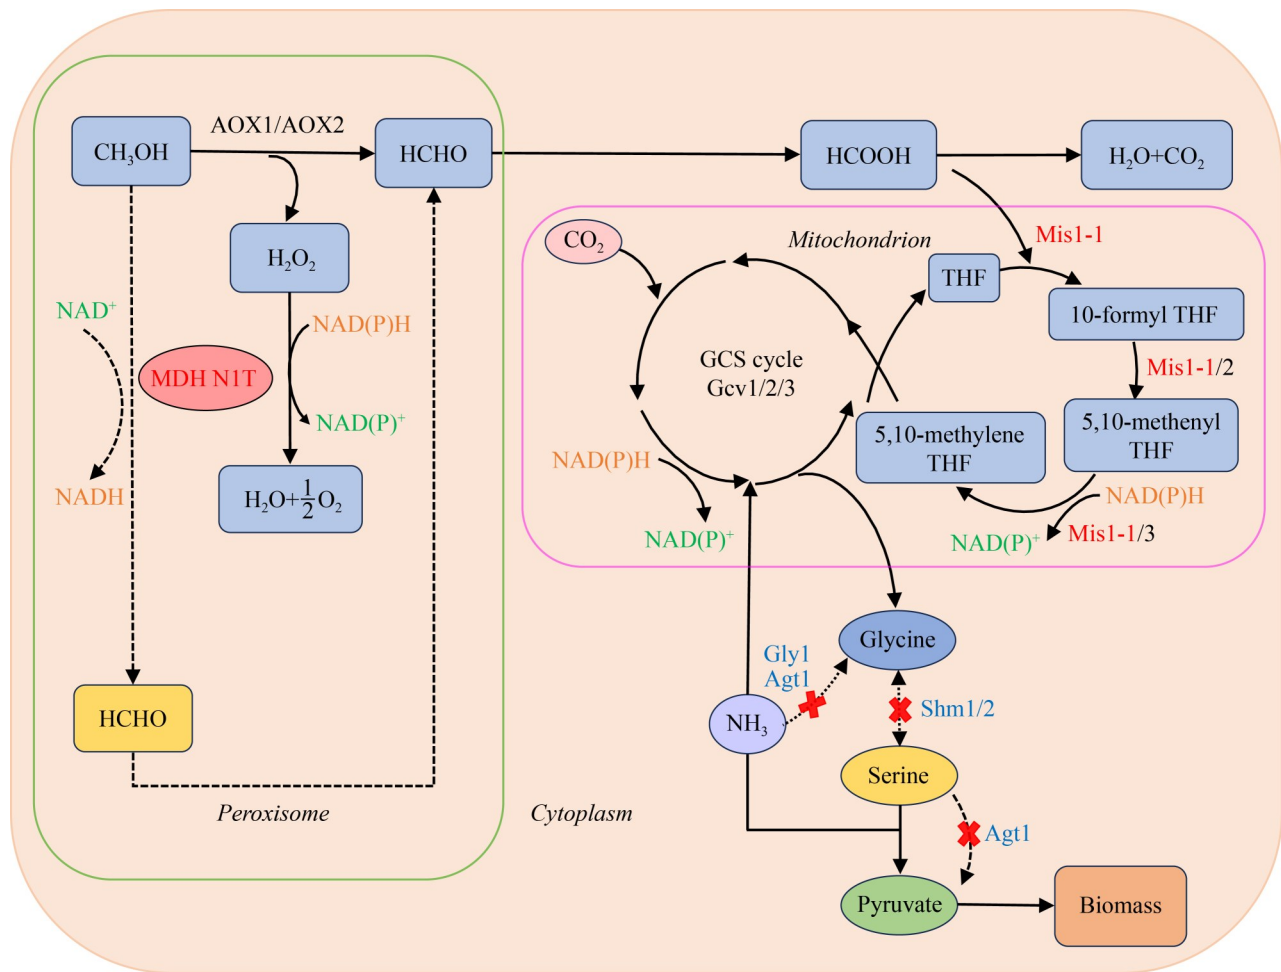 AOX1/AOX2
CH₃OH
HCHO
HCOOH
H₂O+CO₂
H₂O₂
NAD⁺
NAD(P)H
MDH N1T
NAD(P)⁺
NADH
H₂O+½O₂
HCHO
Peroxisome
Cytoplasm
CO₂
Mitochondrion
Mis1-1
THF
10-formyl THF
GCS cycle
Gcv1/2/3
Mis1-1/2
5,10-methylene
THF
5,10-methenyl
THF
NAD(P)H
NAD(P)⁺
NAD(P)H
Mis1-1/3
NAD(P)⁺
Glycine
Gly1
Agt1
NH₃
Shm1/2
Serine
Agt1
Pyruvate
Biomass